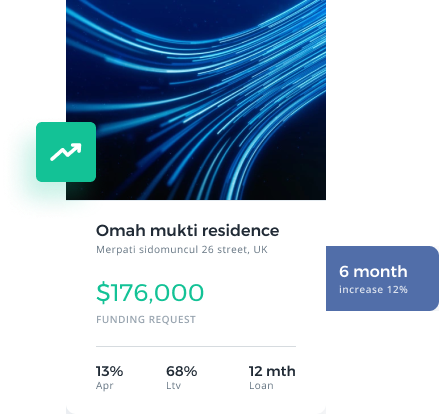 Omah mukti residence
Merpati sidomuncul 26 street, UK
6 month
increase 12%
$176,000
FUNDING REQUEST
13% 68% 12 mth
Apr Ltv Loan